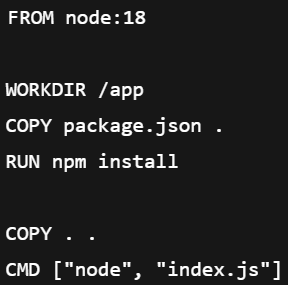 FROM node:18
WORKDIR /app
COPY package.json .
RUN npm install
COPY . .
CMD ["node", "index.js"]